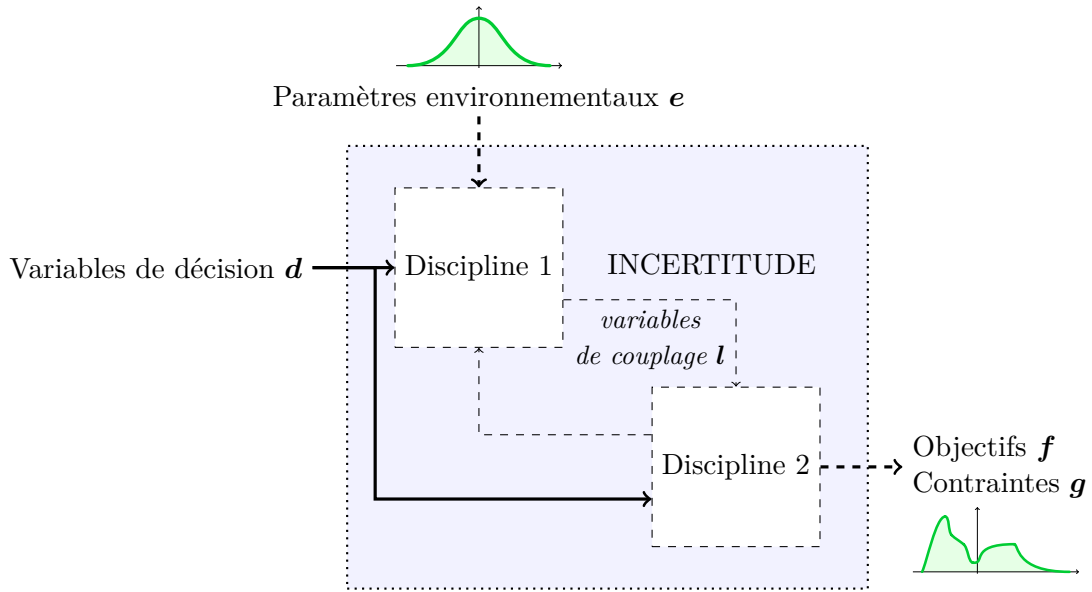 Paramètres environnementaux e
Variables de décision d
Discipline 1
INCERTITUDE
variables
de couplage l
Discipline 2
Objectifs f
Contraintes g